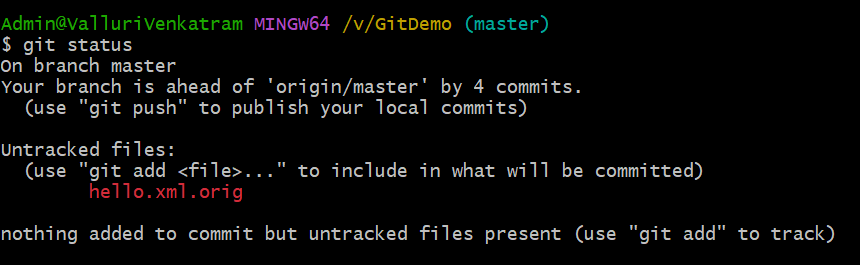 Admin@ValluriVenkatram MINGW64 /v/GitDemo (master)
$ git status
On branch master
Your branch is ahead of 'origin/master' by 4 commits.
  (use "git push" to publish your local commits)

Untracked files:
  (use "git add <file>..." to include in what will be committed)
        hello.xml.orig

nothing added to commit but untracked files present (use "git add" to track)